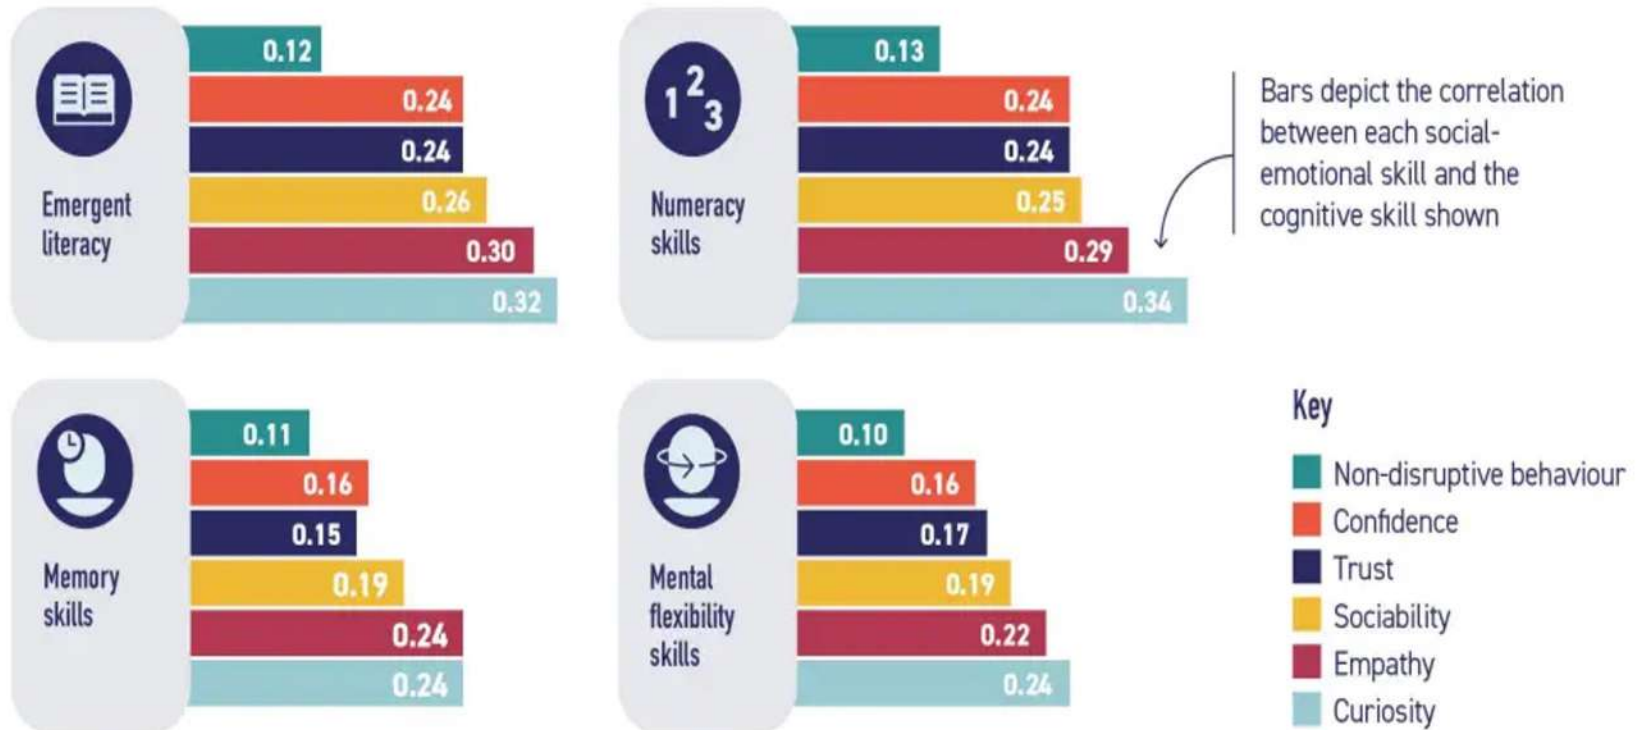 0.12
0.24
0.24
0.26
0.30
0.32
Emergent
literacy
1 2 3
0.13
0.24
0.24
0.25
0.29
0.34
Numeracy
skills
Bars depict the correlation
between each social-
emotional skill and the
cognitive skill shown
0.11
0.16
0.15
0.19
0.24
0.24
Memory
skills
0.10
0.16
0.17
0.19
0.22
0.24
Mental
flexibility
skills
Key
Non-disruptive behaviour
Confidence
Trust
Sociability
Empathy
Curiosity